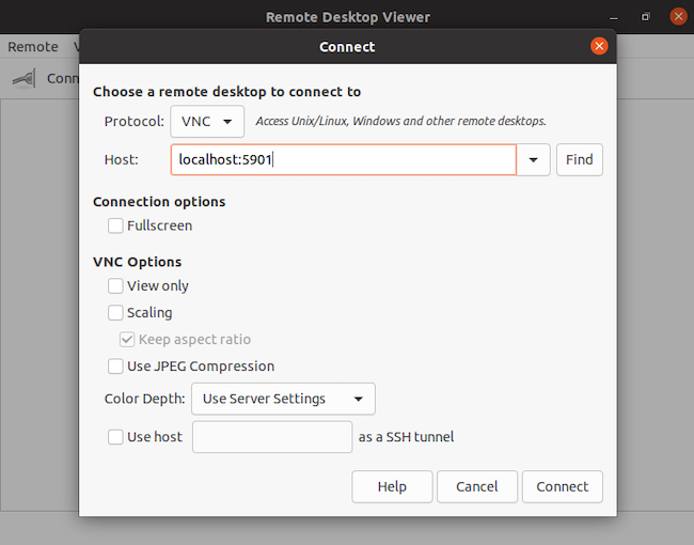 Remote Desktop Viewer
Remote
Connect
Choose a remote desktop to connect to
Protocol: VNC Access Unix/Linux, Windows and other remote desktops.
Host: localhost:5901 Find
Connection options
Fullscreen
VNC Options
View only
Scaling
Keep aspect ratio
Use JPEG Compression
Color Depth: Use Server Settings
Use host as a SSH tunnel
Help Cancel Connect